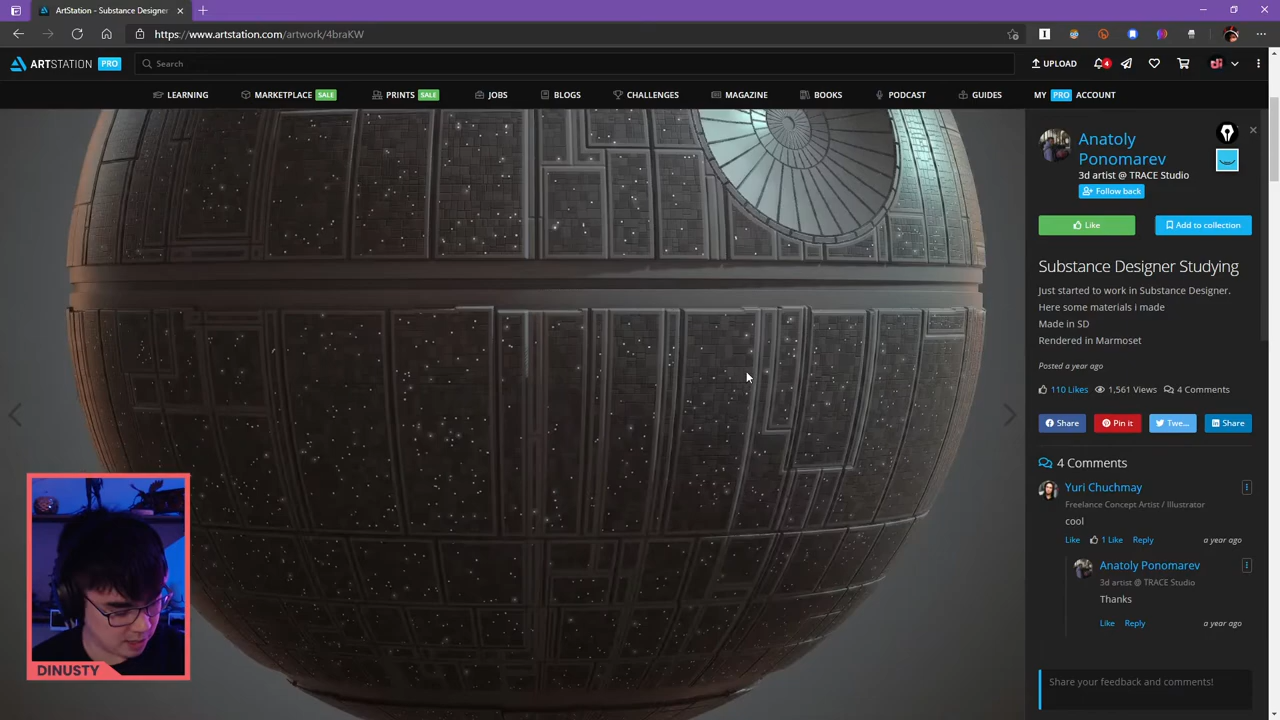 ArtStation - Substance Designer
https://www.artstation.com/artwork/4braKW
ARTSTATION PRO
Search
UPLOAD
4
LEARNING
MARKETPLACE SALE
PRINTS SALE
JOBS
BLOGS
CHALLENGES
MAGAZINE
BOOKS
PODCAST
GUIDES
MY PRO ACCOUNT
Anatoly
Ponomarev
3d artist @ TRACE Studio
Follow back
Like
Add to collection
Substance Designer Studying
Just started to work in Substance Designer.
Here some materials i made
Made in SD
Rendered in Marmoset
Posted a year ago
110 Likes 1,561 Views 4 Comments
Share
Pin it
Twe...
Share
4 Comments
Yuri Chuchmay
Freelance Concept Artist / Illustrator
cool
Like 1 Like Reply a year ago
Anatoly Ponomarev
3d artist @ TRACE Studio
Thanks
Like Reply a year ago
Share your feedback and comments!
DINUSTY